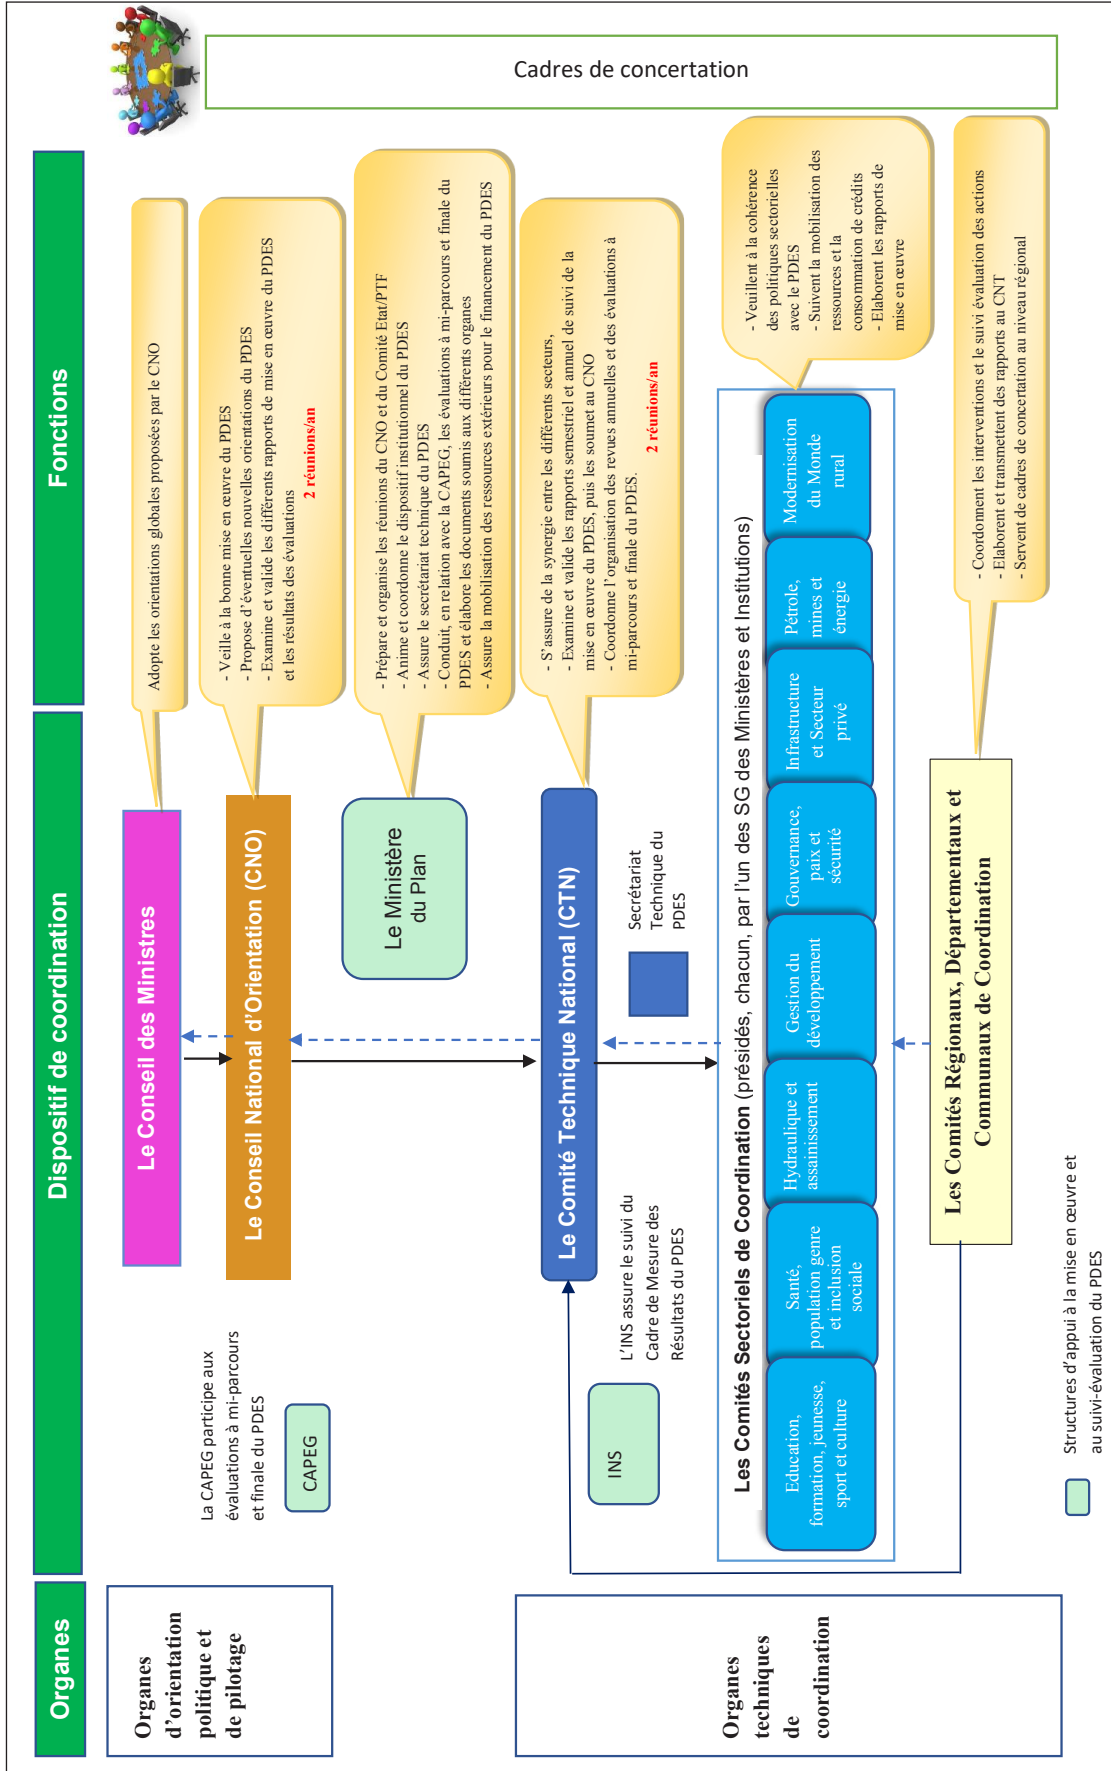 Organes
Dispositif de coordination
Fonctions
Organes
d'orientation
politique et
de pilotage
Le Conseil des Ministres
Adopte les orientations globales proposées par le CNO
La CAPEG participe aux
évaluations à mi-parcours
et finale du PDES
CAPEG
Le Conseil National d'Orientation (CNO)
- Veille à la bonne mise en œuvre du PDES
- Propose d'éventuelles nouvelles orientations du PDES
- Examine et valide les différents rapports de mise en œuvre du PDES
et les résultats des évaluations
2 réunions/an
Le Ministère
du Plan
- Prépare et organise les réunions du CNO et du Comité Etat/PTF
- Anime et coordonne le dispositif institutionnel du PDES
- Assure le secrétariat technique du PDES
- Conduit, en relation avec la CAPEG, les évaluations à mi-parcours et finale du
PDES et élabore les documents soumis aux différents organes
- Assure la mobilisation des ressources extérieurs pour le financement du PDES
Organes
techniques
de
coordination
Le Comité Technique National (CTN)
- S'assure de la synergie entre les différents secteurs,
- Examine et valide les rapports semestriel et annuel de suivi de la
mise en œuvre du PDES, puis les soumet au CNO
- Coordonne l'organisation des revues annuelles et des évaluations à
mi-parcours et finale du PDES.
2 réunions/an
INS
L'INS assure le suivi du
Cadre de Mesure des
Résultats du PDES
Secrétariat
Technique du
PDES
Les Comités Sectoriels de Coordination (présidés, chacun, par l'un des SG des Ministères et Institutions)
Education,
formation, jeunesse,
sport et culture
Santé,
population genre
et inclusion
sociale
Hydraulique et
assainissement
Gestion du
développement
Gouvernance,
paix et
sécurité
Infrastructure
et Secteur
privé
Pétrole,
mines et
énergie
Modernisation
du Monde
rural
- Veuillent à la cohérence
des politiques sectorielles
avec le PDES
- Suivent la mobilisation des
ressources et la
consommation de crédits
- Elaborent les rapports de
mise en œuvre
Les Comités Régionaux, Départementaux et
Communaux de Coordination
- Coordonnent les interventions et le suivi évaluation des actions
- Elaborent et transmettent des rapports au CNT
- Servent de cadres de concertation au niveau régional
Structures d'appui à la mise en œuvre et
au suivi-évaluation du PDES
Cadres de concertation